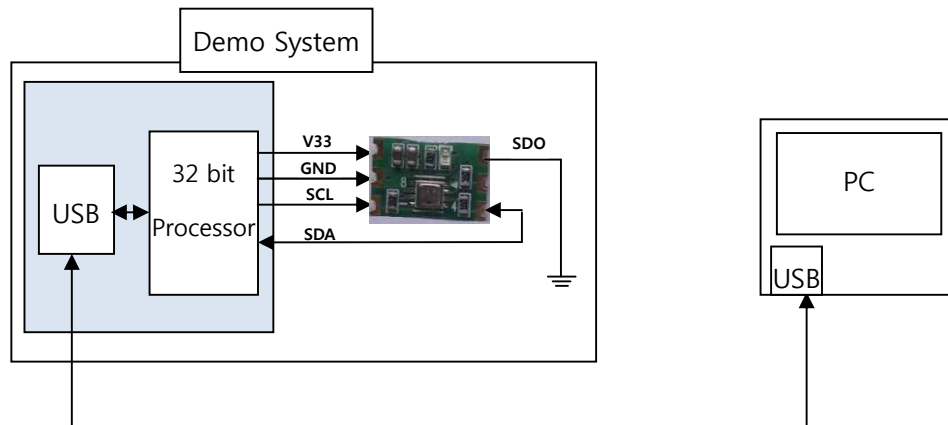 Demo System
V33
GND
SCL
SDA
SDO
32 bit
Processor
USB
PC
USB